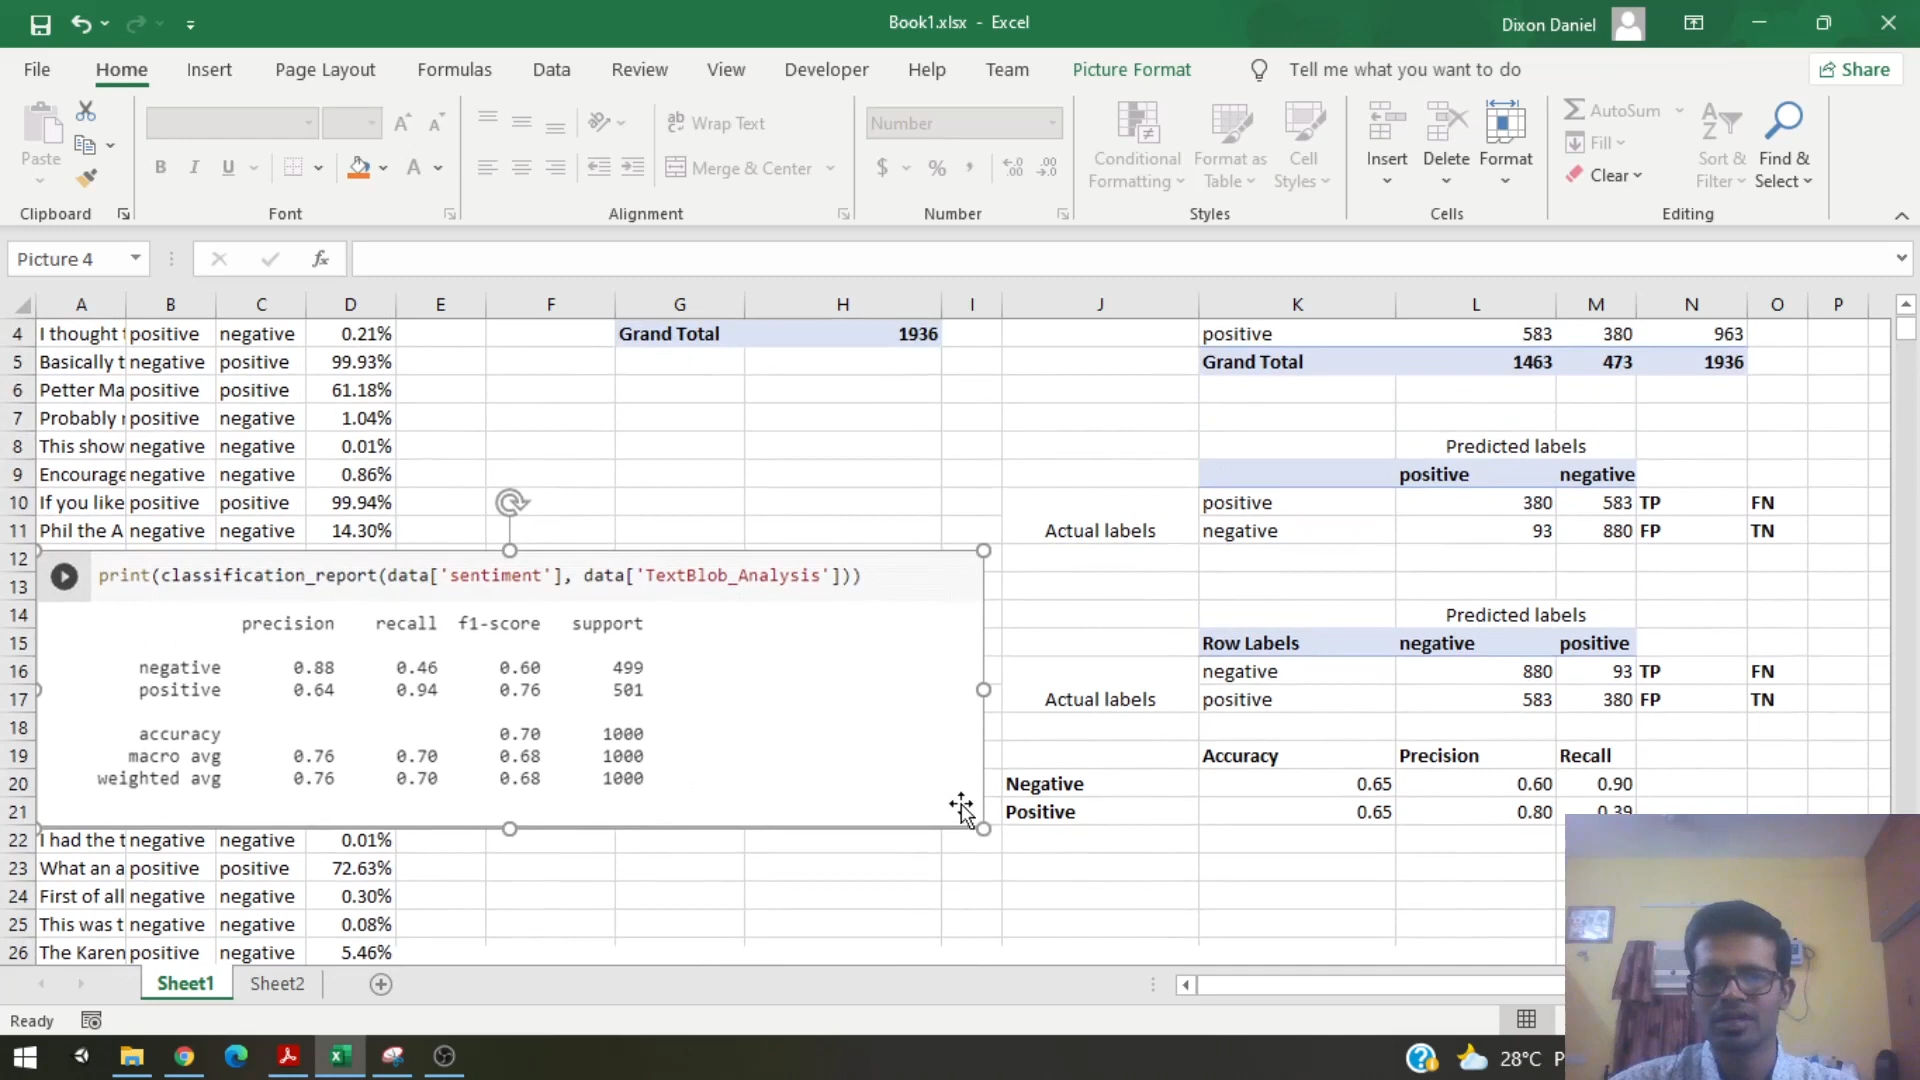 Book1.xlsx - Excel
Dixon Daniel
File Home Insert Page Layout Formulas Data Review View Developer Help Team Picture Format Tell me what you want to do Share
Paste
Clipboard
B I U A
Font
ab Wrap Text
Merge & Center
Alignment
Number
$ % ,
Number
Conditional Formatting
Format as Table
Cell Styles
Styles
Insert Delete Format
Cells
AutoSum
Fill
Clear
Sort & Filter
Find & Select
Editing
Picture 4 fx
A B C D E F G H I J K L M N O P
4 I thought t positive negative 0.21% Grand Total 1936 positive 583 380 963
5 Basically t negative positive 99.93% Grand Total 1463 473 1936
6 Petter Ma positive positive 61.18%
7 Probably r positive negative 1.04%
8 This show negative negative 0.01% Predicted labels
9 Encourage negative negative 0.86% positive negative
10 If you like positive positive 99.94% positive 380 583 TP FN
11 Phil the A negative negative 14.30% Actual labels negative 93 880 FP TN
12
13
14 Predicted labels
15 Row Labels negative positive
16 negative 880 93 TP FN
17 Actual labels positive 583 380 FP TN
18
19 Accuracy Precision Recall
20 Negative 0.65 0.60 0.90
21 Positive 0.65 0.80 0.39
print(classification_report(data['sentiment'], data['TextBlob_Analysis']))
precision recall f1-score support
negative 0.88 0.46 0.60 499
positive 0.64 0.94 0.76 501
accuracy 0.70 1000
macro avg 0.76 0.70 0.68 1000
weighted avg 0.76 0.70 0.68 1000
22 I had the t negative negative 0.01%
23 What an a positive positive 72.63%
24 First of all negative negative 0.30%
25 This was t negative negative 0.08%
26 The Karen positive negative 5.46%
Sheet1 Sheet2
Ready
28°C P